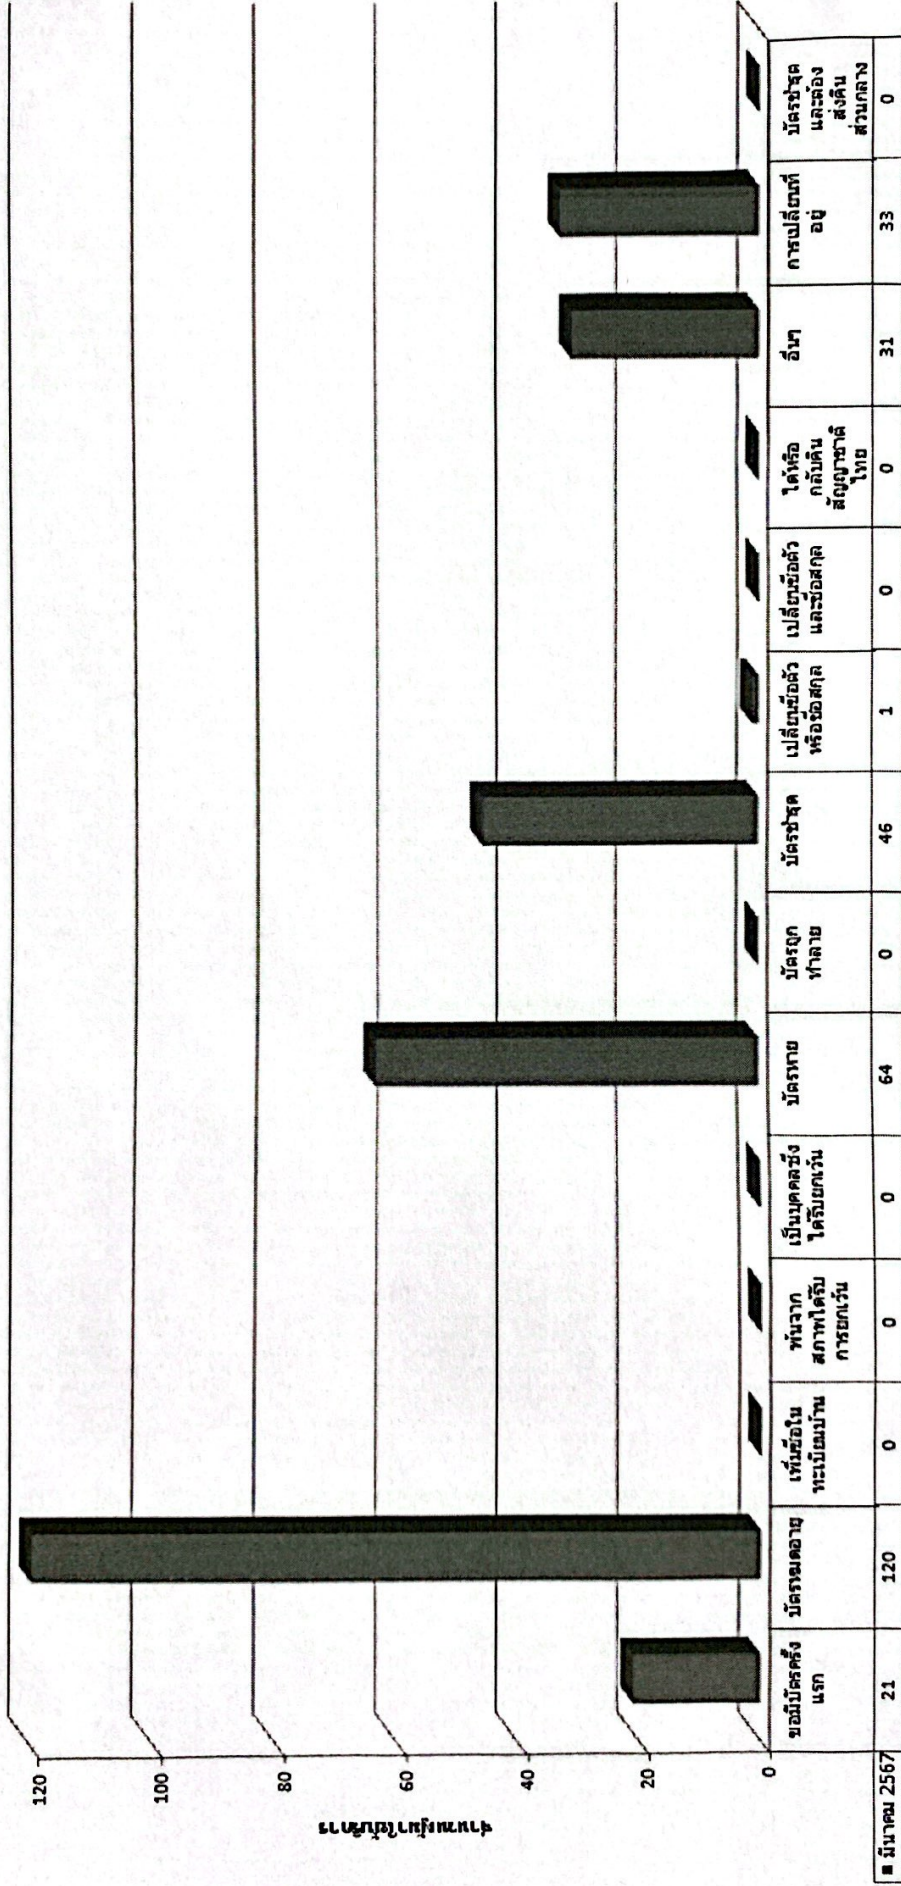 จำนวนผู้มาใช้บริการ
120
100
80
60
40
20
0
ขอมีบัตรครั้ง
แรก
บัตรหมดอายุ
เพิ่มชื่อใน
ทะเบียนบ้าน
พ้นจาก
สภาพได้รับ
การยกเว้น
เป็นบุคคลซึ่ง
ได้รับยกเว้น
บัตรหาย
บัตรถูก
ทำลาย
บัตรชำรุด
เปลี่ยนชื่อตัว
หรือชื่อสกุล
เปลี่ยนชื่อตัว
และชื่อสกุล
ได้หรือ
กลับคืน
สัญญาชาติ
ไทย
อื่นๆ
การเปลี่ยนที่
อยู่
บัตรชำรุด
และต้อง
ส่งคืน
ส่วนกลาง
มีนาคม 2567 21 120 0 0 0 64 0 46 1 0 0 31 33 0